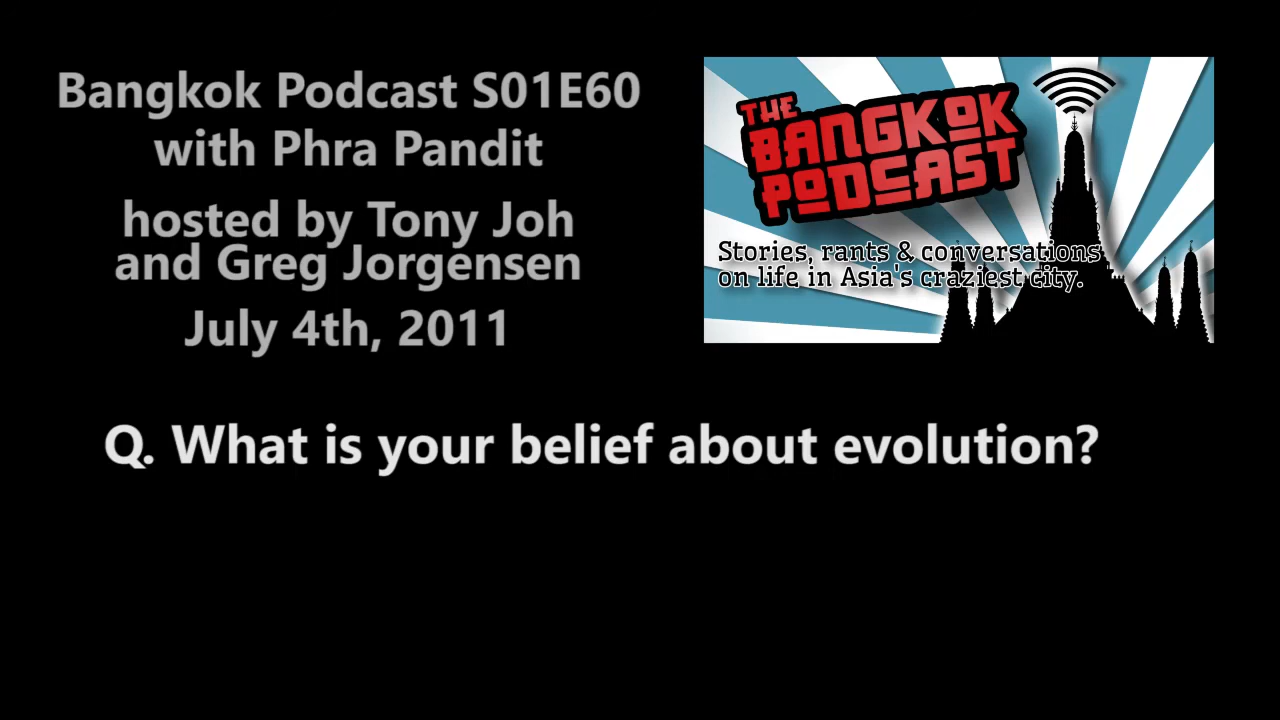 Bangkok Podcast S01E60
with Phra Pandit
hosted by Tony Joh
and Greg Jorgensen
July 4th, 2011
THE
BANGKOK
PODCAST
Stories, rants & conversations
on life in Asia's craziest city.
Q. What is your belief about evolution?